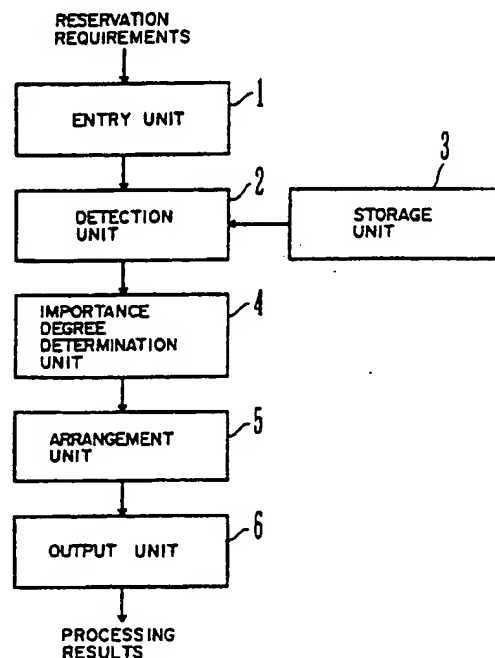 RESERVATION
REQUIREMENTS
1
ENTRY UNIT
2
DETECTION
UNIT
3
STORAGE
UNIT
4
IMPORTANCE
DEGREE
DETERMINATION
UNIT
5
ARRANGEMENT
UNIT
6
OUTPUT UNIT
PROCESSING
RESULTS